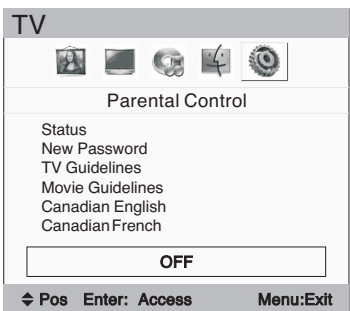 TV
Parental Control
Status
New Password
TV Guidelines
Movie Guidelines
Canadian English
Canadian French
OFF
Pos Enter: Access Menu:Exit